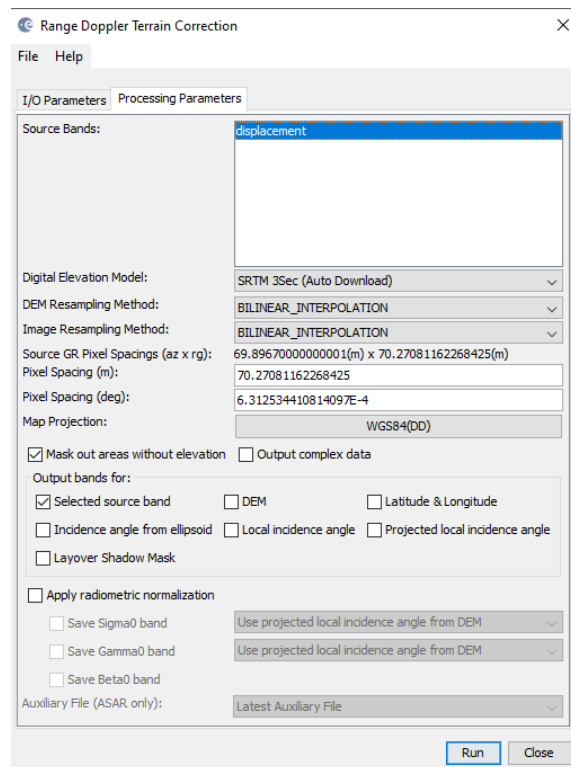 Range Doppler Terrain Correction
File Help
I/O Parameters Processing Parameters
Source Bands: displacement
Digital Elevation Model: SRTM 3Sec (Auto Download)
DEM Resampling Method: BILINEAR_INTERPOLATION
Image Resampling Method: BILINEAR_INTERPOLATION
Source GR Pixel Spacings (az x rg): 69.8967000000001(m) x 70.27081162268425(m)
Pixel Spacing (m): 70.27081162268425
Pixel Spacing (deg): 6.312534410814097E-4
Map Projection: WGS84(DD)
Mask out areas without elevation Output complex data
Output bands for:
Selected source band DEM Latitude & Longitude
Incidence angle from ellipsoid Local incidence angle Projected local incidence angle
Layover Shadow Mask
Apply radiometric normalization
Save Sigma0 band Use projected local incidence angle from DEM
Save Gamma0 band Use projected local incidence angle from DEM
Save Beta0 band
Auxiliary File (ASAR only): Latest Auxiliary File
Run Close